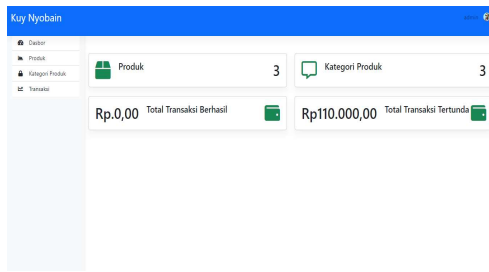 Kuy Nyobain
admin
Dasbor
Produk
Kategori Produk
Transaksi
Produk
3
Kategori Produk
3
Rp.0,00 Total Transaksi Berhasil
Rp110.000,00 Total Transaksi Tertunda